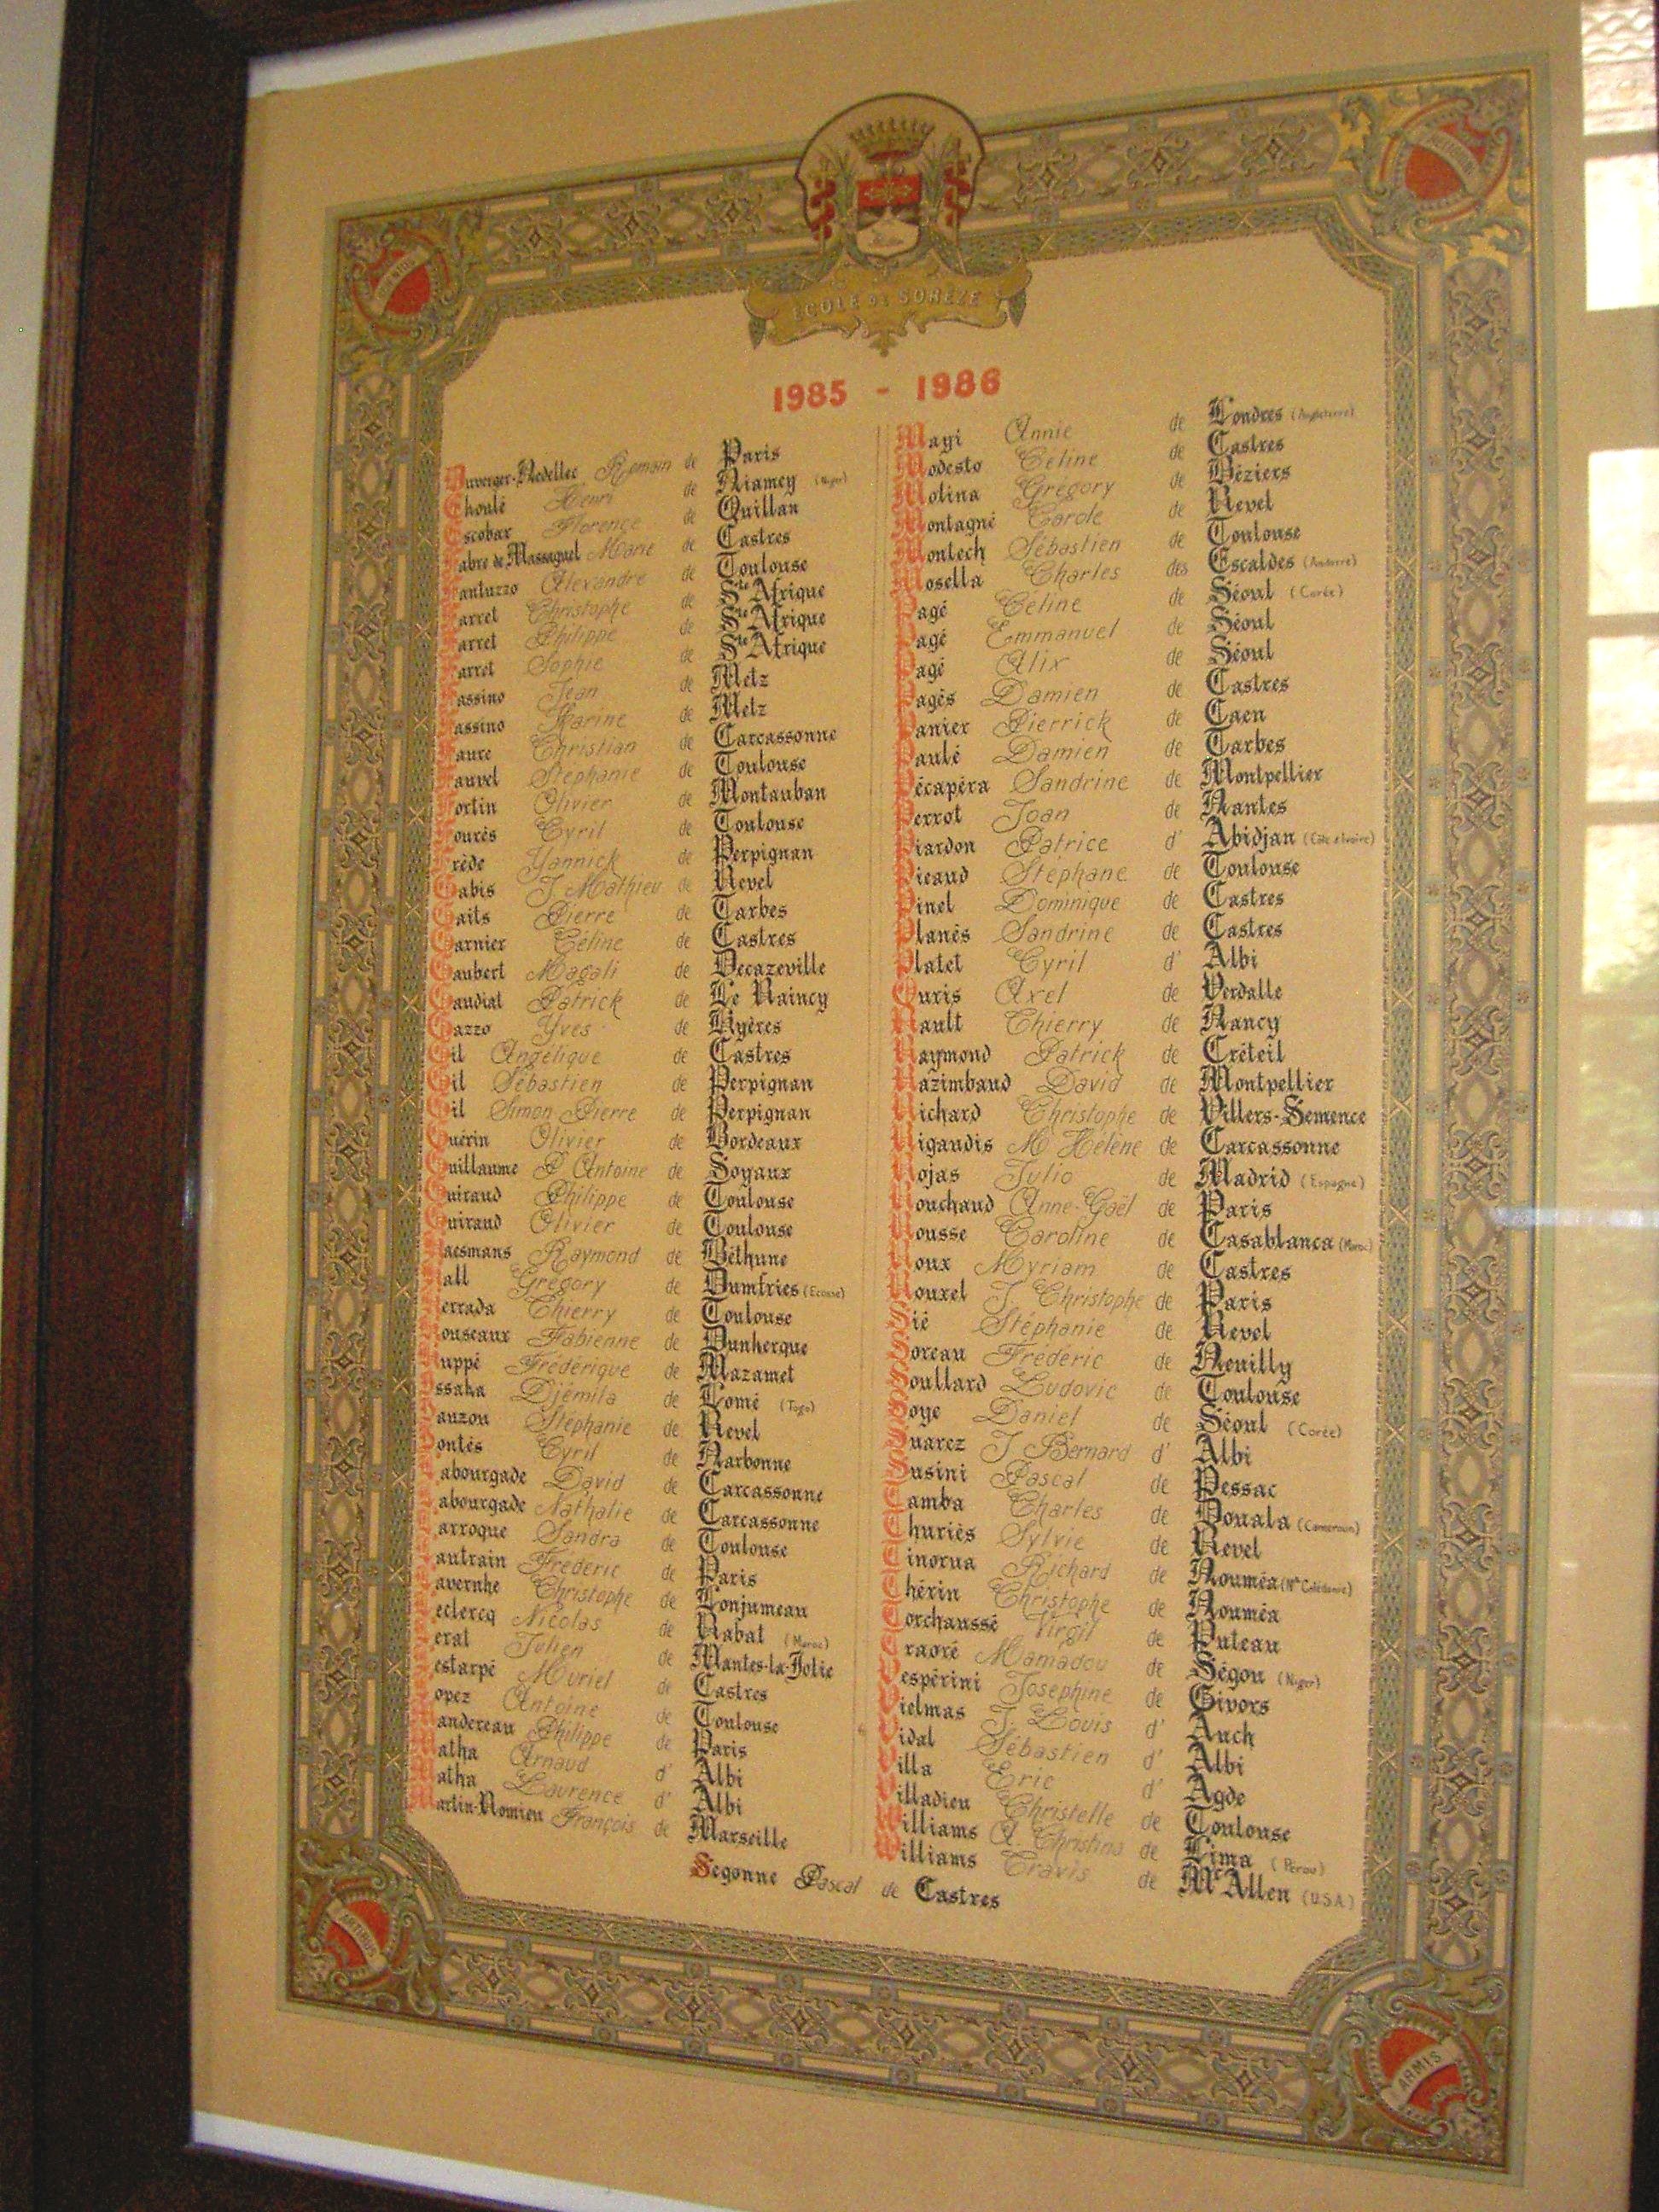 ÉCOLE DE SORÈZE
1985 - 1986
Duverger-Nedellec Romain de Paris
Ehoulé Henri de Niamey (Niger)
Escobar Florence de Quillan
Fabre de Massaguel Marie de Castres
Fantuzzo Alexandre de Toulouse
Farret Christophe de Ste Afrique
Farret Philippe de Ste Afrique
Farret Sophie de Ste Afrique
Fassino Jean de Metz
Fassino Karine de Metz
Faure Christian de Carcassonne
Fauvel Stéphanie de Toulouse
Fortin Olivier de Montauban
Fourès Cyril de Toulouse
Frède Yannick de Perpignan
Gabis J. Mathieu de Revel
Gaits Pierre de Tarbes
Garnier Céline de Castres
Gaubert Magali de Decazeville
Gaudiat Patrick de Le Raincy
Gazzo Yves de Hyères
Gil Angélique de Castres
Gil Sébastien de Perpignan
Gil Simon Pierre de Perpignan
Guérin Olivier de Bordeaux
Guillaume P. Antoine de Soyaux
Guiraud Philippe de Toulouse
Guiraud Olivier de Toulouse
Haesmans Raymond de Béthune
Hall Grégory de Dumfries (Ecosse)
Herrada Thierry de Toulouse
Houseaux Fabienne de Dunkerque
Huppé Frédérique de Mazamet
Issaka Djémila de Lomé (Togo)
Jauzou Stéphanie de Revel
Jontès Cyril de Narbonne
Labourgade David de Carcassonne
Labourgade Nathalie de Carcassonne
Larroque Sandra de Toulouse
Lautrain Frédéric de Paris
Lavernhe Christophe de Lonjumeau
Leclercq Nicolas de Rabat (Maroc)
Lerat Julien de Mantes-la-Jolie
Lestarpé Muriel de Castres
Lopez Antoine de Toulouse
Mandereau Philippe de Paris
Matha Arnaud d' Albi
Matha Laurence d' Albi
Martin-Romieu François de Marseille
Mayi Annie de Londres (Angleterre)
Modesto Céline de Castres
Molina Grégory de Béziers
Montagné Carole de Revel
Montech Sébastien de Toulouse
Mosella Charles des Escaldes (Andorre)
Pagé Céline de Séoul (Corée)
Pagé Emmanuel de Séoul
Pagé Alix de Séoul
Pagès Damien de Castres
Panier Pierrick de Caen
Paulé Damien de Tarbes
Pécapéra Sandrine de Montpellier
Perrot Joan de Nantes
Piardon Patrice d' Abidjan (Côte d'Ivoire)
Picaud Stéphane de Toulouse
Pinel Dominique de Castres
Planès Sandrine de Castres
Platet Cyril d' Albi
Quris Axel de Verdalle
Rault Thierry de Nancy
Raymond Patrick de Créteil
Razimbaud David de Montpellier
Richard Christophe de Villers-Semence
Rigaudis M. Hélène de Carcassonne
Rojas Julio de Madrid (Espagne)
Rouchaud Anne-Gaël de Paris
Rousse Caroline de Casablanca (Maroc)
Roux Myriam de Castres
Rouxel J. Christophe de Paris
Sié Stéphanie de Revel
Soreau Frédéric de Neuilly
Soullard Ludovic de Toulouse
Soye Daniel de Séoul (Corée)
Suarez J. Bernard d' Albi
Susini Pascal de Pessac
Tamba Charles de Douala (Cameroun)
Thuriès Sylvie de Revel
Tinorua Richard de Nouméa (Nlle Calédonie)
Thérin Christophe de Nouméa
Torchaussé Virgil de Puteau
Traoré Mamadou de Ségou (Niger)
Vespérini Joséphine de Givors
Vielmas J. Louis d' Auch
Vidal Sébastien d' Albi
Villa Eric d' Agde
Villadieu Christelle de Toulouse
Williams A. Christina de Lima (Pérou)
Williams Travis de Mc Allen (U.S.A.)
Segonne Pascal de Castres
ARMIS